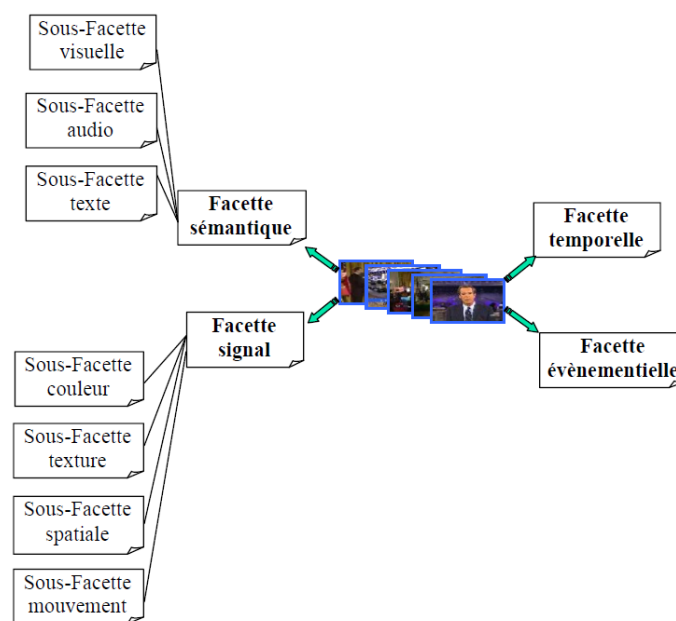 Sous-Facette
visuelle
Sous-Facette
audio
Sous-Facette
texte
Facette
sémantique
Facette
temporelle
Facette
signal
Facette
évènementielle
Sous-Facette
couleur
Sous-Facette
texture
Sous-Facette
spatiale
Sous-Facette
mouvement